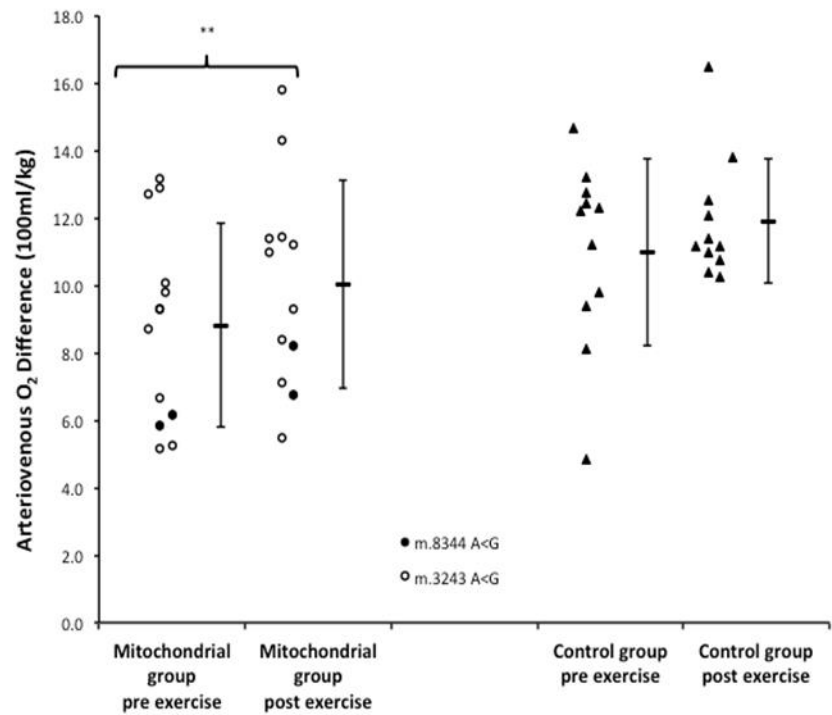 18.0
**
16.0
14.0
12.0
10.0
8.0
6.0
4.0
2.0
0.0
Arteriovenous O₂ Difference (100ml/kg)
m.8344 A<G
m.3243 A<G
Mitochondrial
group
pre exercise
Mitochondrial
group
post exercise
Control group
pre exercise
Control group
post exercise